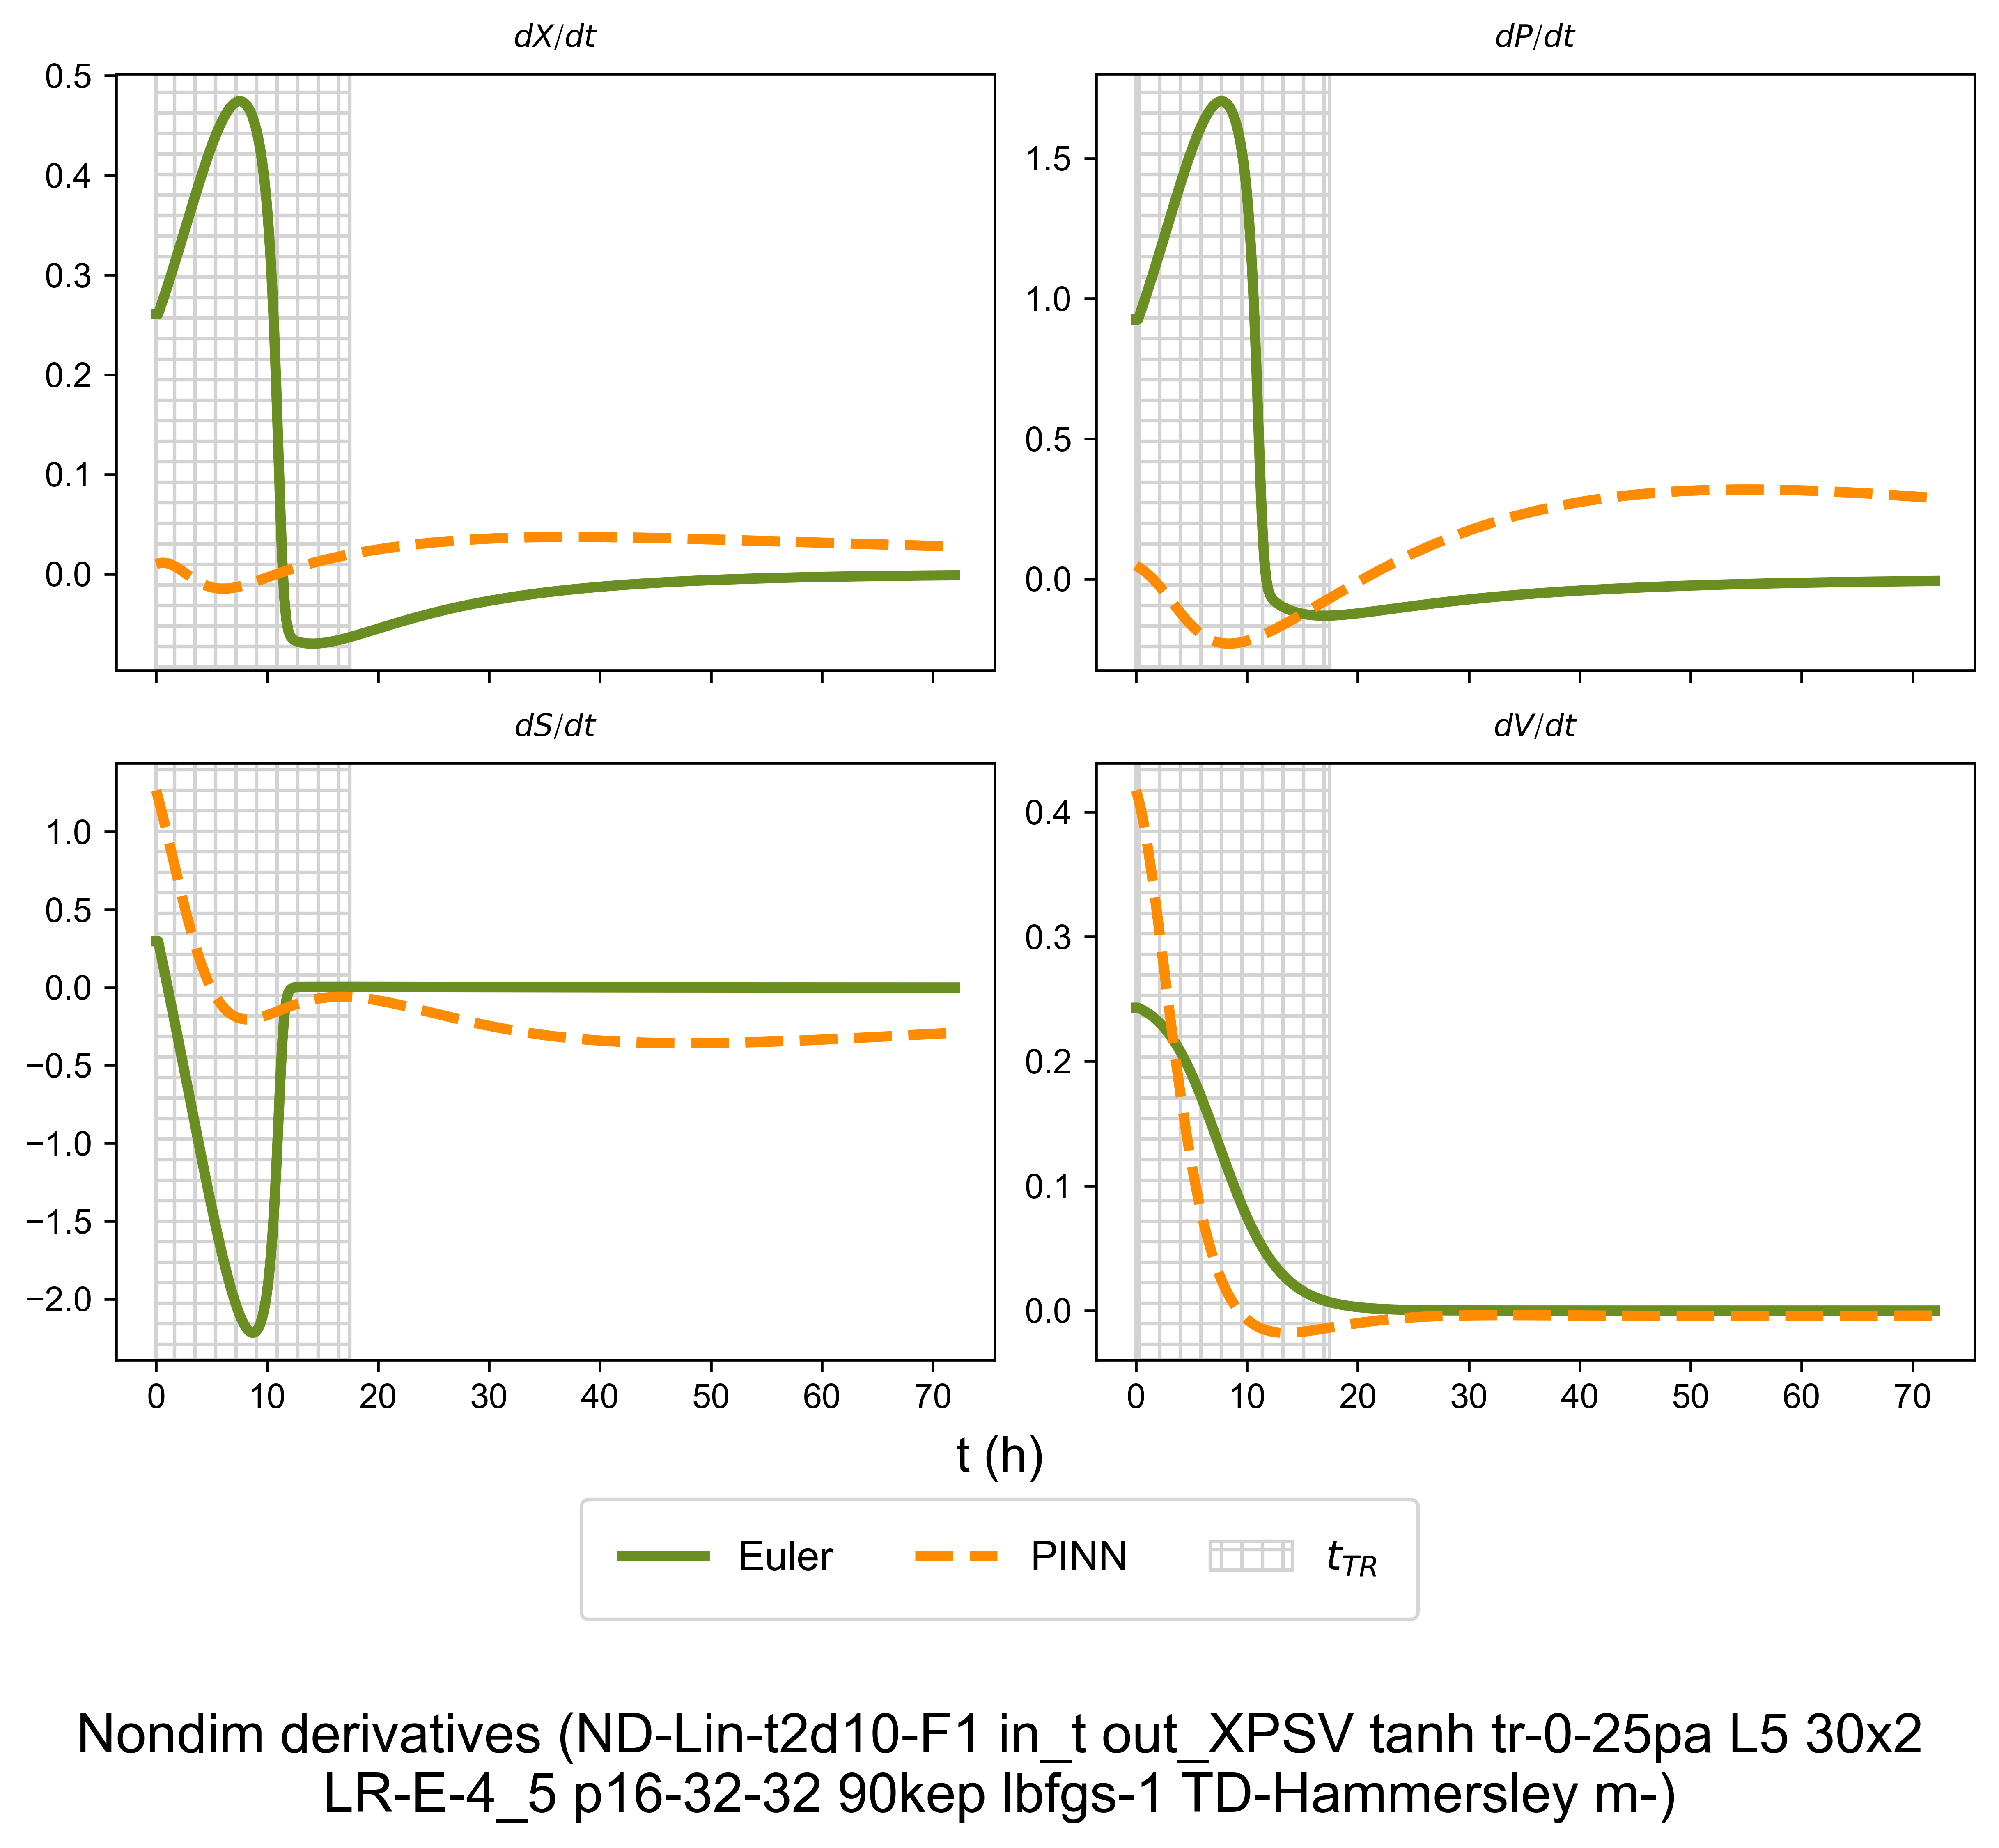 dX/dt
dP/dt
0.5
0.4
0.3
0.2
0.1
0.0
1.5
1.0
0.5
0.0
dS/dt
dV/dt
1.0
0.5
0.0
−0.5
−1.0
−1.5
−2.0
0 10 20 30 40 50 60 70
0.4
0.3
0.2
0.1
0.0
0 10 20 30 40 50 60 70
t (h)
Euler PINN t_TR
Nondim derivatives (ND-Lin-t2d10-F1 in_t out_XPSV tanh tr-0-25pa L5 30x2
LR-E-4_5 p16-32-32 90kep lbfgs-1 TD-Hammersley m-)